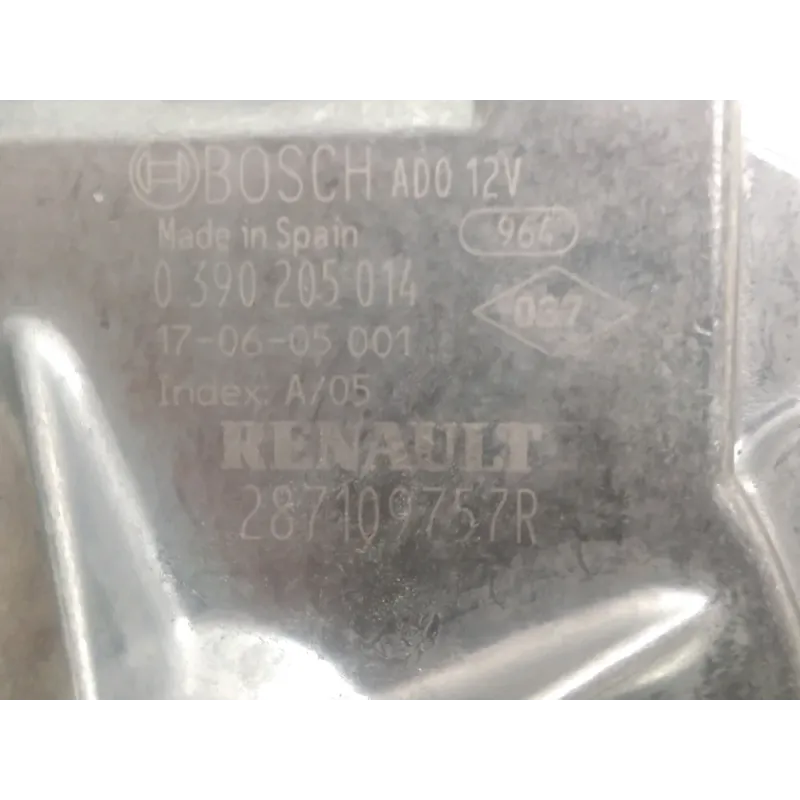 BOSCH AD0 12V
Made in Spain 964
0 390 205 014
037
17-06-05 001
Index A/05
RENAULT
287109757R